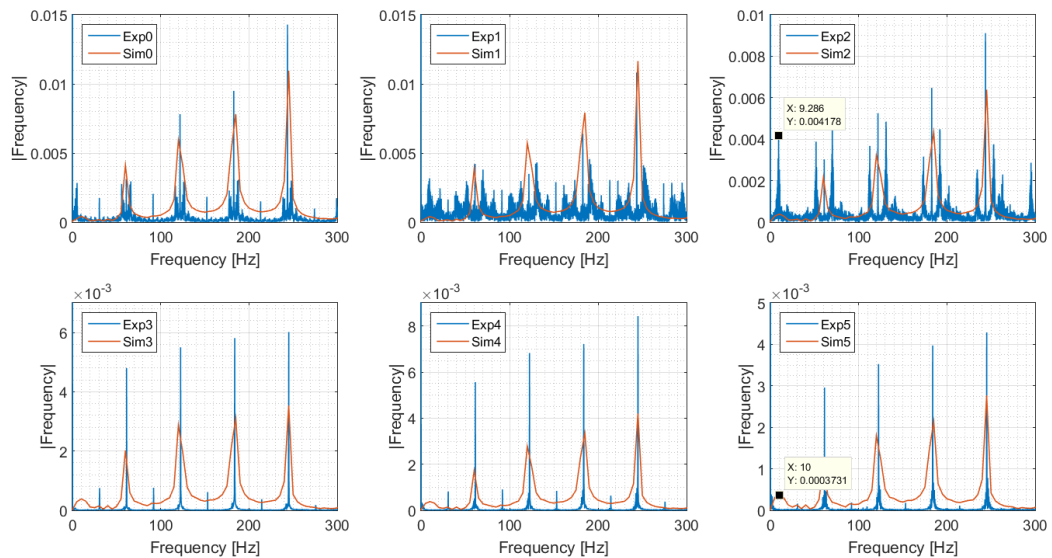 0.015
0.01
0.005
0
|Frequency|
Exp0
Sim0
0 100 200 300
Frequency [Hz]
0.015
0.01
0.005
0
|Frequency|
Exp1
Sim1
0 100 200 300
Frequency [Hz]
0.01
0.008
0.006
0.004
0.002
0
|Frequency|
Exp2
Sim2
X: 9.286
Y: 0.004178
0 100 200 300
Frequency [Hz]
×10-3
6
4
2
0
|Frequency|
Exp3
Sim3
0 100 200 300
Frequency [Hz]
×10-3
8
6
4
2
0
|Frequency|
Exp4
Sim4
0 100 200 300
Frequency [Hz]
×10-3
5
4
3
2
1
0
|Frequency|
Exp5
Sim5
X: 10
Y: 0.0003731
0 100 200 300
Frequency [Hz]